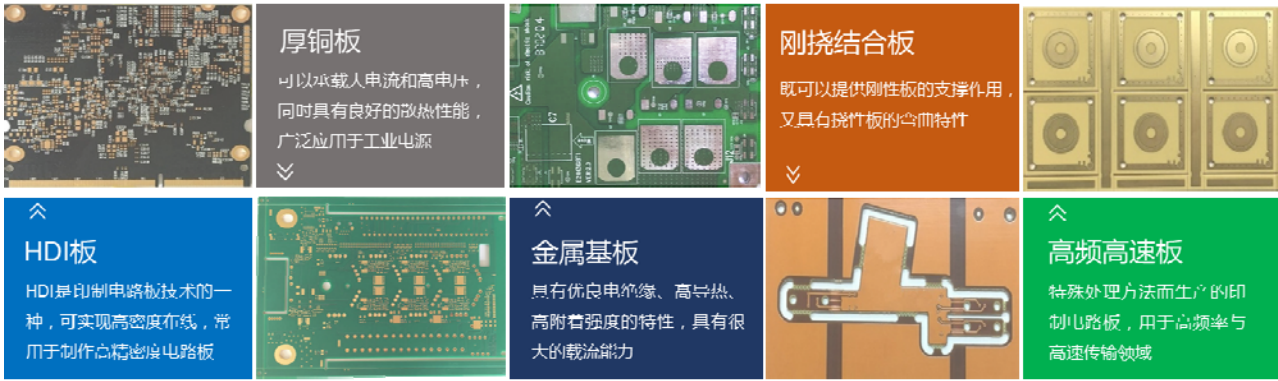 厚铜板
可以承载大电流和高电压，
同时具有良好的散热性能，
广泛应用于工业电源
刚挠结合板
既可以提供刚性板的支撑作用，
又具有挠性板的弯曲特性
HDI板
HDI是印制电路板技术的一
种，可实现高密度布线，常
用于制作高精密度电路板
金属基板
具有优良电绝缘、高导热、
高附着强度的特性，具有很
大的载流能力
高频高速板
特殊处理方法而生产的印
制电路板，用于高频率与
高速传输领域